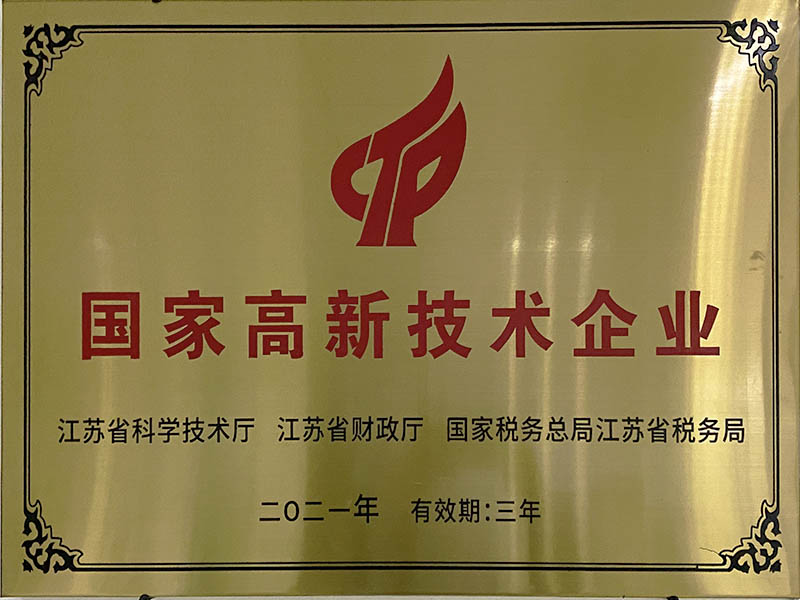 国家高新技术企业
江苏省科学技术厅 江苏省财政厅 国家税务总局江苏省税务局
二〇二一年 有效期:三年